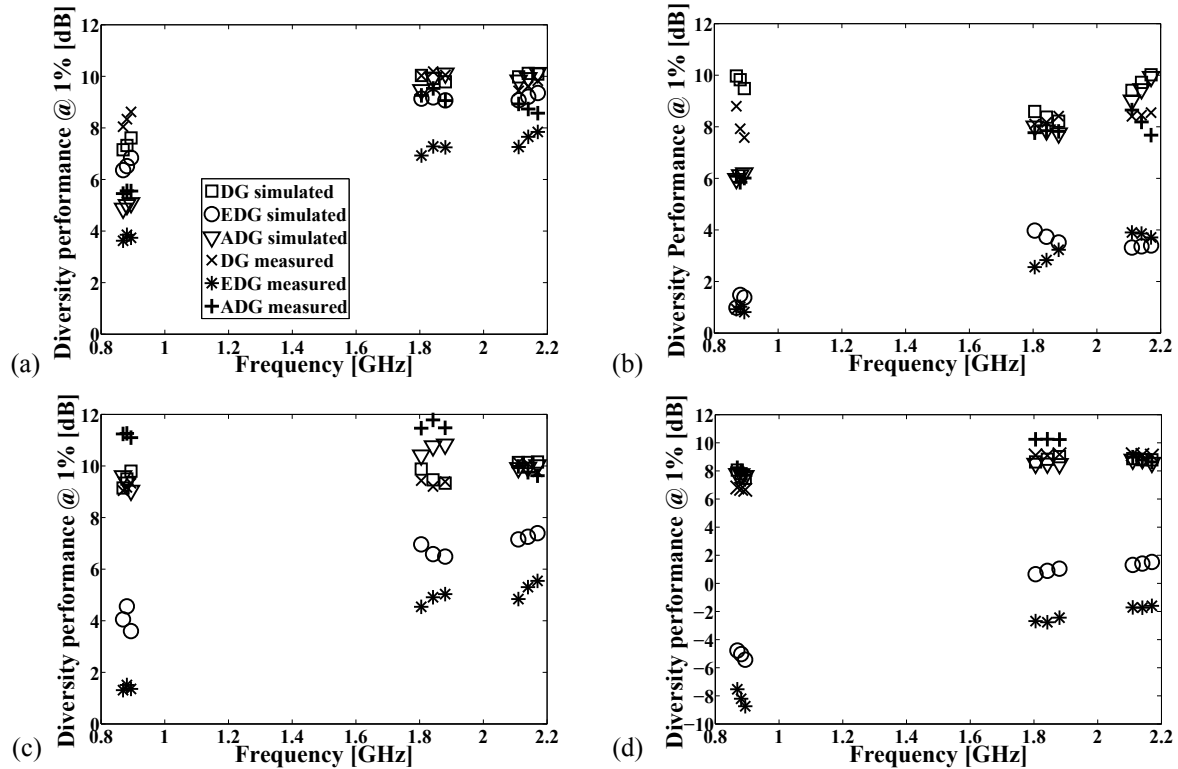 Diversity performance @ 1% [dB]
12
10
8
6
4
2
0
DG simulated
EDG simulated
ADG simulated
DG measured
EDG measured
ADG measured
0.8 1 1.2 1.4 1.6 1.8 2 2.2
(a) Frequency [GHz]
Diversity Performance @ 1% [dB]
12
10
8
6
4
2
0
0.8 1 1.2 1.4 1.6 1.8 2 2.2
(b) Frequency [GHz]
Diversity performance @ 1% [dB]
12
10
8
6
4
2
0
0.8 1 1.2 1.4 1.6 1.8 2 2.2
(c) Frequency [GHz]
Diversity performance @ 1% [dB]
14
12
10
8
6
4
2
0
−2
−4
−6
−8
−10
0.8 1 1.2 1.4 1.6 1.8 2 2.2
(d) Frequency [GHz]